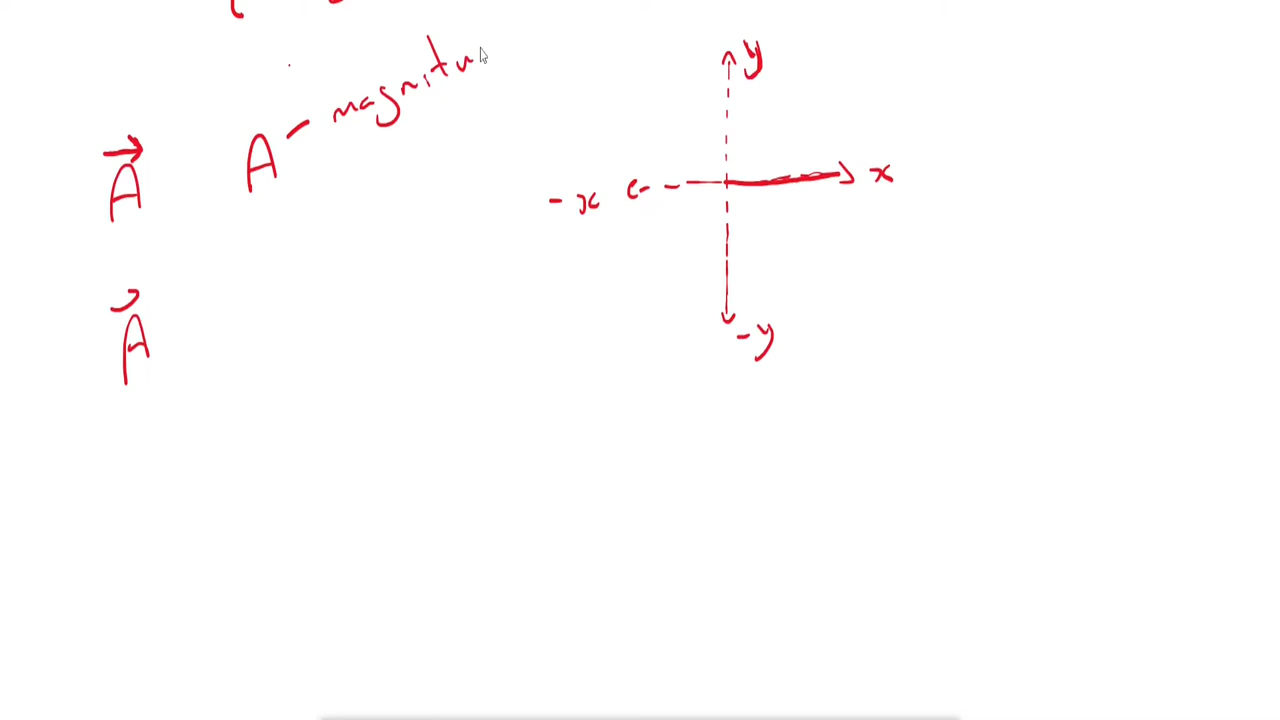 A⃗ A - magnitu
y
x
- x
-y
A⃗